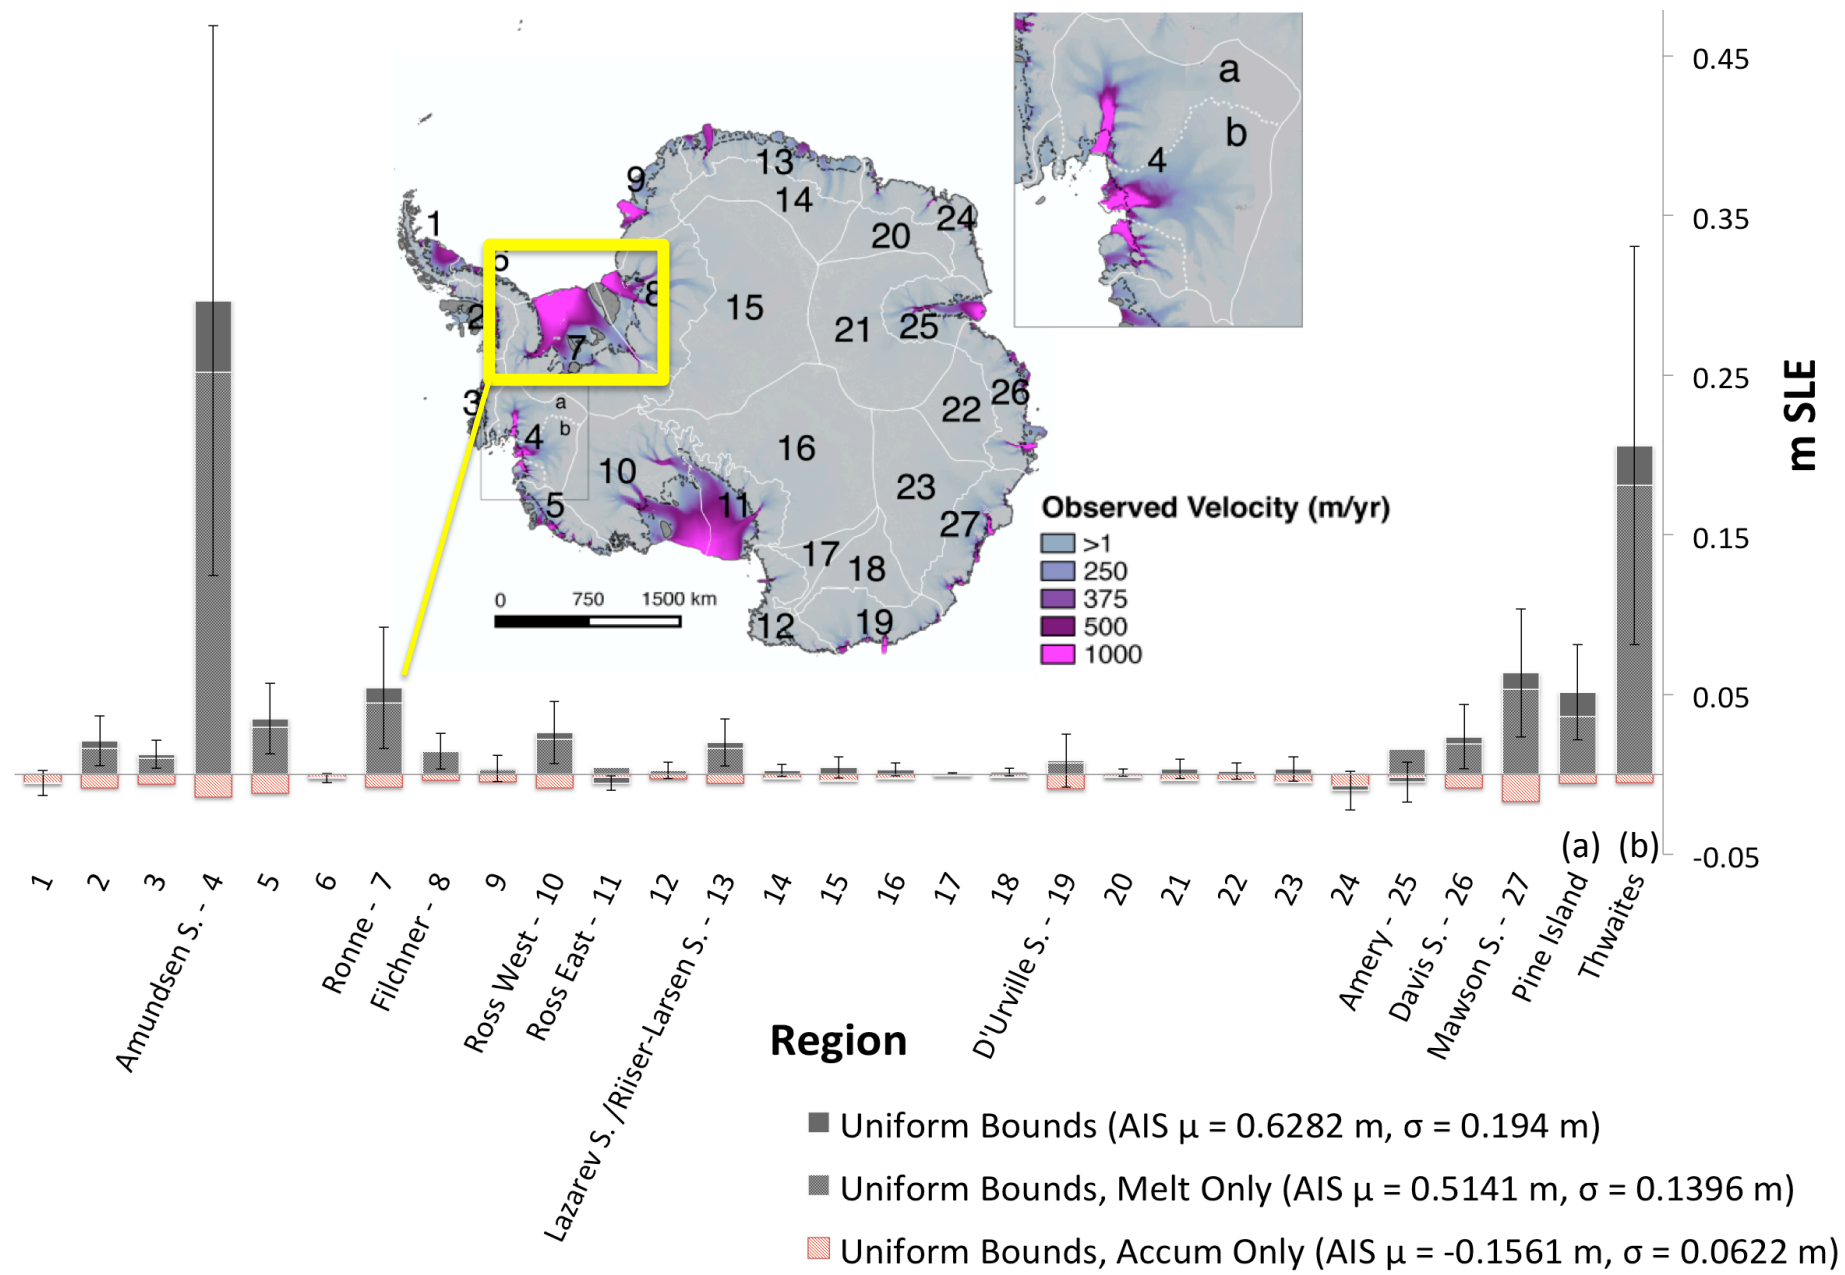 0.45
0.35
0.25
0.15
0.05
-0.05
m SLE
a
b
4
1
2
3
4
5
6
7
8
9
10
11
12
13
14
15
16
17
18
19
20
21
22
23
24
25
26
27
a
b
0 750 1500 km
Observed Velocity (m/yr)
>1
250
375
500
1000
(a) (b)
1
2
3
Amundsen S. - 4
5
6
Ronne - 7
Filchner - 8
9
Ross West - 10
Ross East - 11
12
Lazarev S. /Riiser-Larsen S. - 13
14
15
16
17
18
D'Urville S. - 19
20
21
22
23
24
Amery - 25
Davis S. - 26
Mawson S. - 27
Pine Island
Thwaites
Region
Uniform Bounds (AIS μ = 0.6282 m, σ = 0.194 m)
Uniform Bounds, Melt Only (AIS μ = 0.5141 m, σ = 0.1396 m)
Uniform Bounds, Accum Only (AIS μ = -0.1561 m, σ = 0.0622 m)